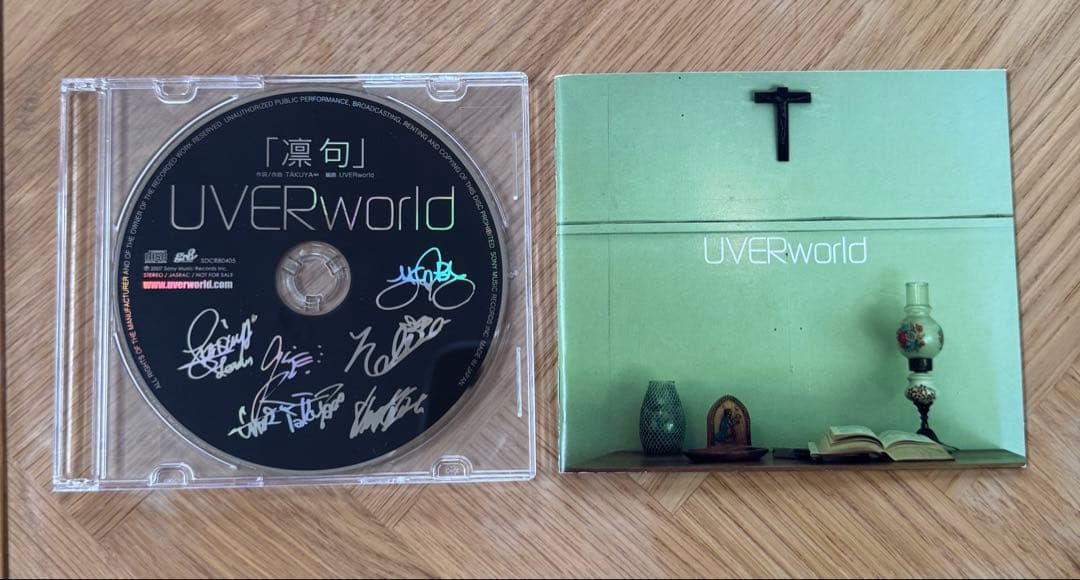 「凛句」
作詞/作曲 TAKUYA∞ 編曲 UVERworld
UVERworld
SDCR80405
℗2007 Sony Music Records Inc.
STEREO / JASRAC / NOT FOR SALE
www.uverworld.com
ALL RIGHTS OF THE MANUFACTURER AND OF THE OWNER OF THE RECORDED WORK RESERVED. UNAUTHORIZED PUBLIC PERFORMANCE, BROADCASTING, RENTING AND COPYING OF THIS DISC PROHIBITED. SONY MUSIC RECORDS INC. MADE IN JAPAN
UVERworld